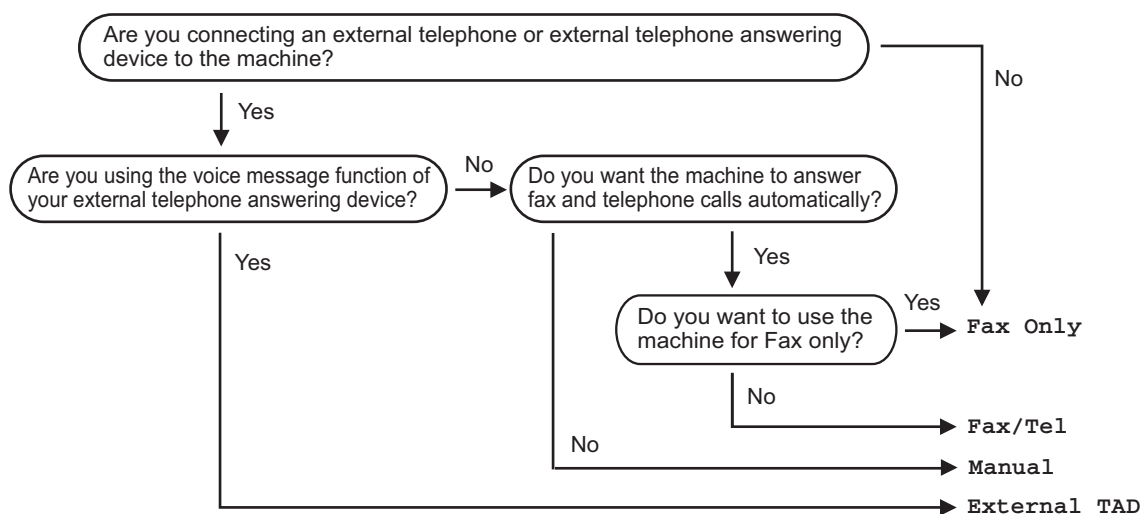 Are you connecting an external telephone or external telephone answering
device to the machine?
No
Yes
Are you using the voice message function of
your external telephone answering device?
No
Do you want the machine to answer
fax and telephone calls automatically?
Yes
Yes
Do you want to use the
machine for Fax only?
Yes
Fax Only
No
Fax/Tel
No
Manual
External TAD